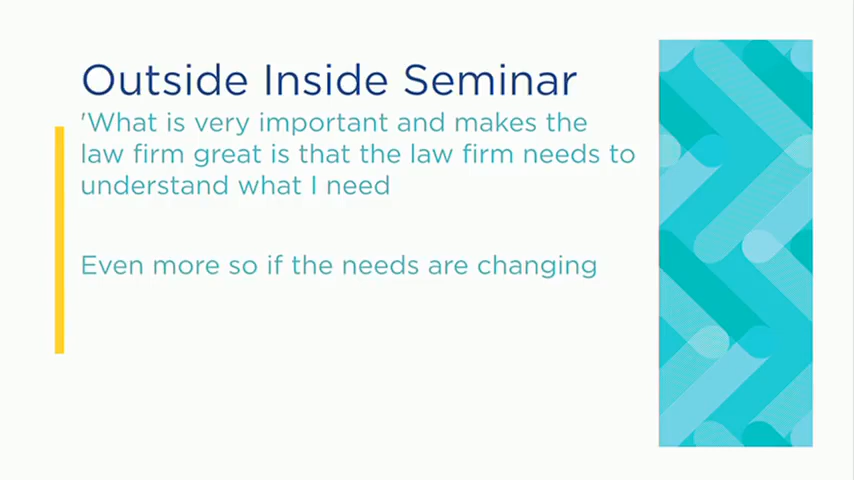 Outside Inside Seminar
'What is very important and makes the
law firm great is that the law firm needs to
understand what I need
Even more so if the needs are changing